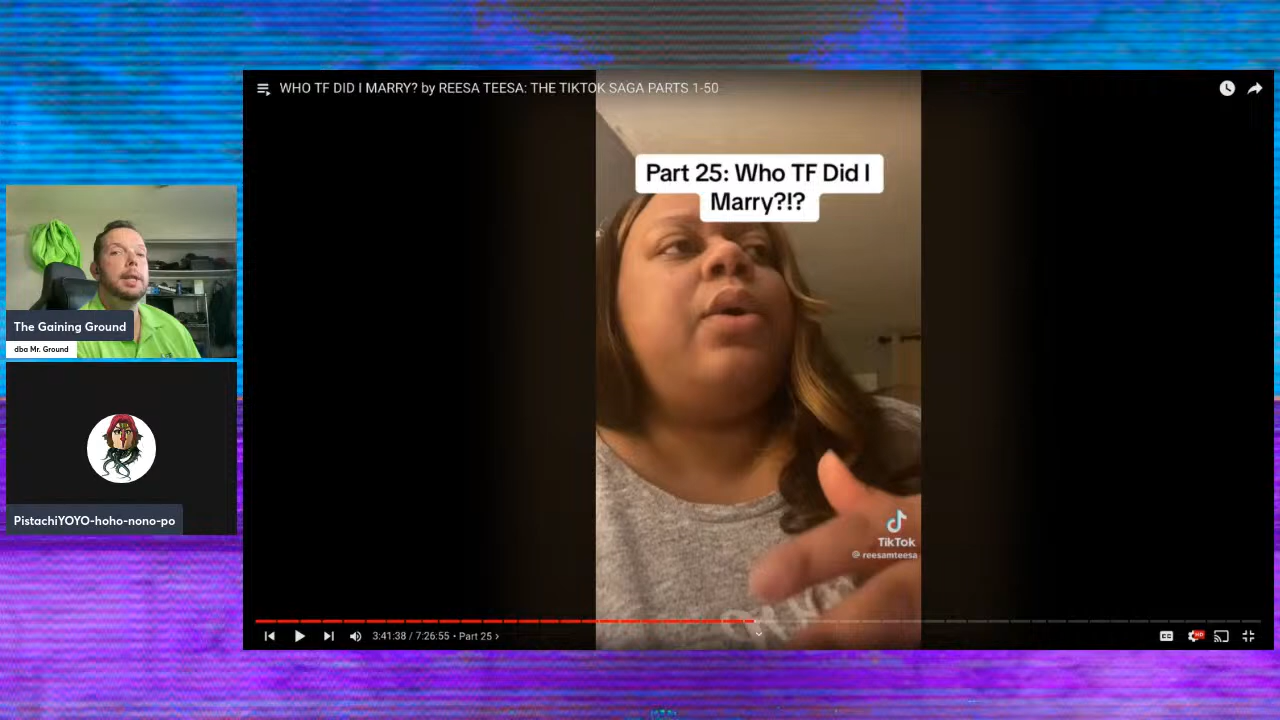 WHO TF DID I MARRY? by REESA TEESA: THE TIKTOK SAGA PARTS 1-50
Part 25: Who TF Did I
Marry?!?
The Gaining Ground
dba Mr. Ground
PistachiYOYO-hoho-nono-po
TikTok
@ reesamteesa
3:41:38 / 7:26:55 • Part 25 ›
CC
HD